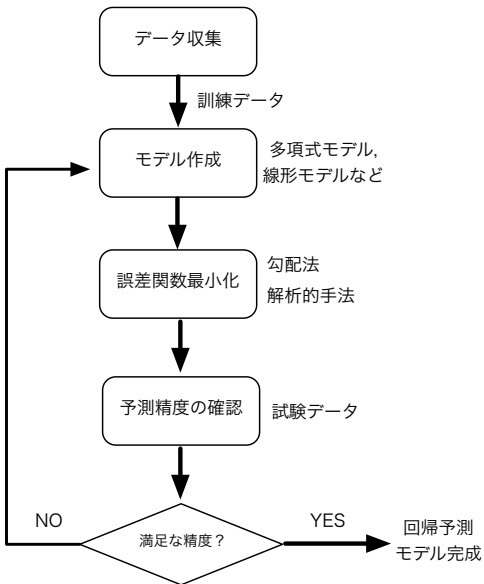 データ収集
訓練データ
モデル作成
多項式モデル,
線形モデルなど
誤差関数最小化
勾配法
解析的手法
予測精度の確認
試験データ
満足な精度？
NO
YES
回帰予測
モデル完成